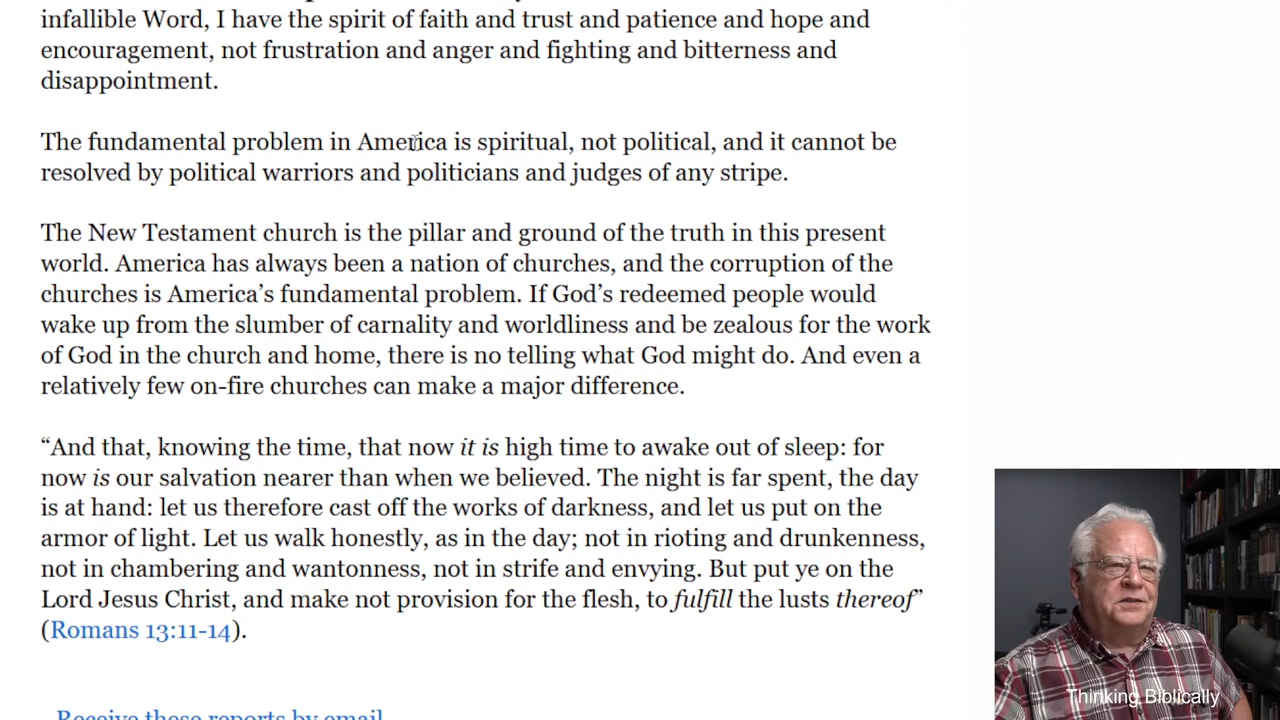 infallible Word, I have the spirit of faith and trust and patience and hope and
encouragement, not frustration and anger and fighting and bitterness and
disappointment.
The fundamental problem in America is spiritual, not political, and it cannot be
resolved by political warriors and politicians and judges of any stripe.
The New Testament church is the pillar and ground of the truth in this present
world. America has always been a nation of churches, and the corruption of the
churches is America’s fundamental problem. If God’s redeemed people would
wake up from the slumber of carnality and worldliness and be zealous for the work
of God in the church and home, there is no telling what God might do. And even a
relatively few on-fire churches can make a major difference.
“And that, knowing the time, that now it is high time to awake out of sleep: for
now is our salvation nearer than when we believed. The night is far spent, the day
is at hand: let us therefore cast off the works of darkness, and let us put on the
armor of light. Let us walk honestly, as in the day; not in rioting and drunkenness,
not in chambering and wantonness, not in strife and envying. But put ye on the
Lord Jesus Christ, and make not provision for the flesh, to fulfill the lusts thereof”
(Romans 13:11-14).
Receive these reports by email
Thinking Biblically